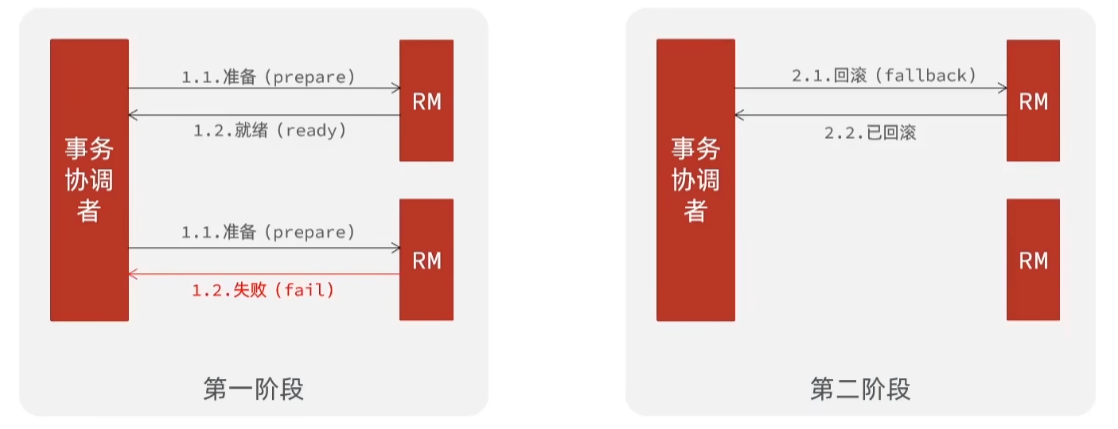 1.1.准备（prepare）
RM
1.2.就绪（ready）
事务
协调
者
1.1.准备（prepare）
RM
1.2.失败（fail）
第一阶段
2.1.回滚（fallback）
RM
2.2.已回滚
事务
协调
者
RM
第二阶段